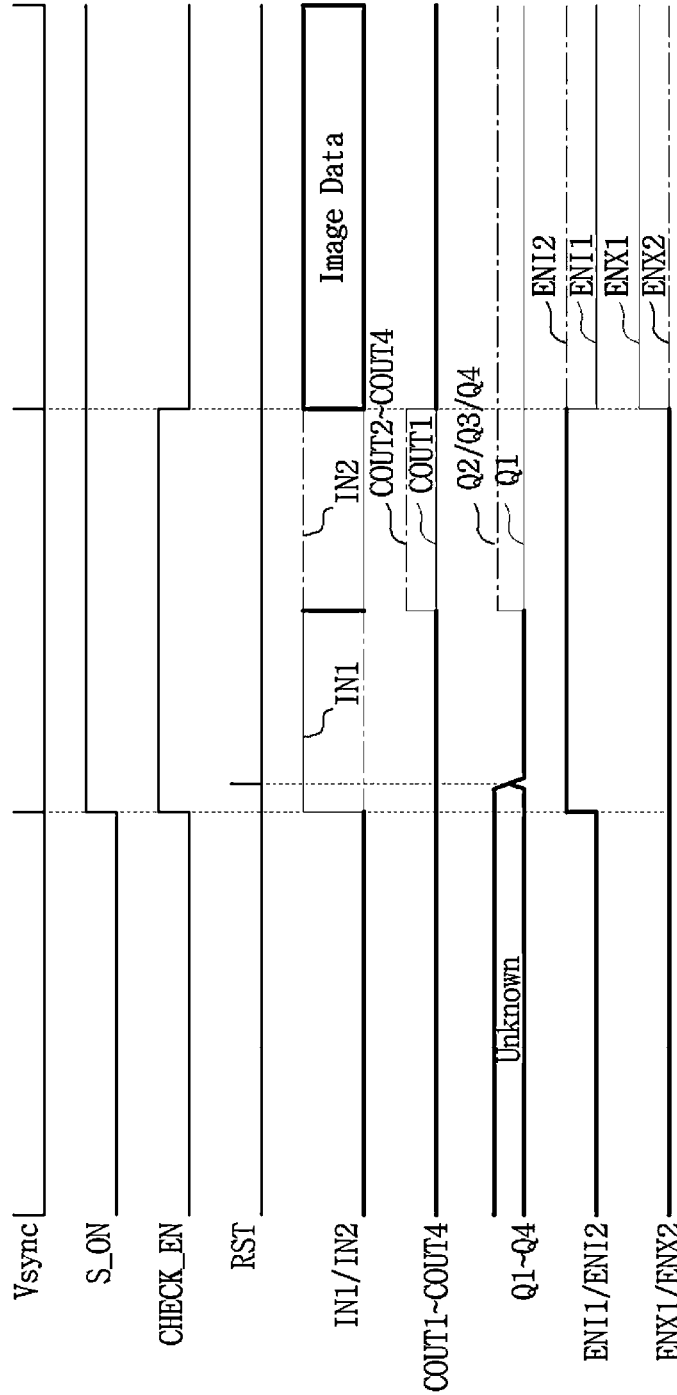 Vsync
S_ON
CHECK_EN
RST
IN1/IN2
IN1
IN2
Image Data
COUT1~COUT4
COUT2~COUT4
COUT1
Q1~Q4
Unknown
Q2/Q3/Q4
Q1
ENI1/ENI2
ENI2
ENI1
ENX1/ENX2
ENX1
ENX2